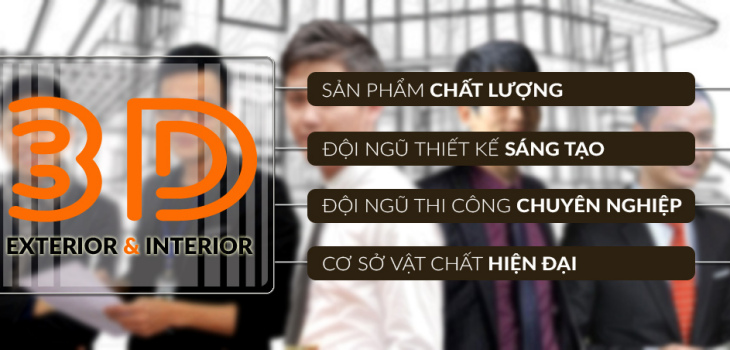 3D
EXTERIOR & INTERIOR
SẢN PHẨM CHẤT LƯỢNG
ĐỘI NGŨ THIẾT KẾ SÁNG TẠO
ĐỘI NGŨ THI CÔNG CHUYÊN NGHIỆP
CƠ SỞ VẬT CHẤT HIỆN ĐẠI